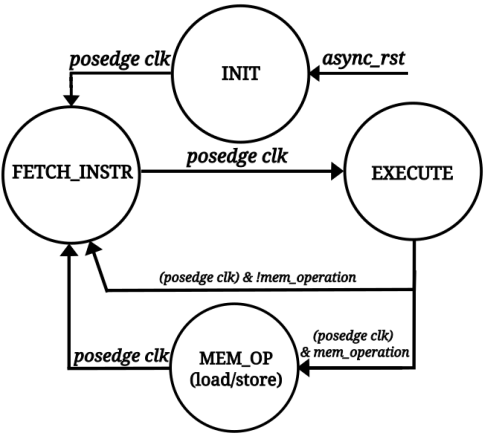 posedge clk
INIT
async_rst
FETCH_INSTR
posedge clk
EXECUTE
(posedge clk) & !mem_operation
(posedge clk)
& mem_operation
posedge clk
MEM_OP
(load/store)